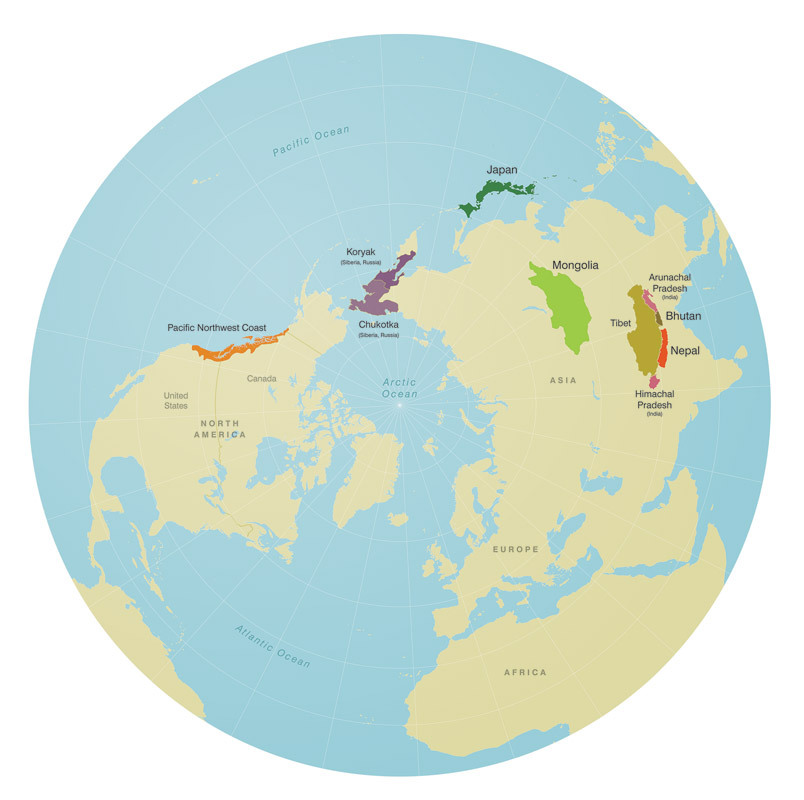 Pacific Ocean
Japan
Koryak
(Siberia, Russia)
Mongolia
Arunachal
Pradesh
(India)
Bhutan
Tibet
Nepal
Chukotka
(Siberia, Russia)
Pacific Northwest Coast
Canada
United
States
Arctic
Ocean
ASIA
Himachal
Pradesh
(India)
NORTH
AMERICA
EUROPE
Atlantic Ocean
AFRICA